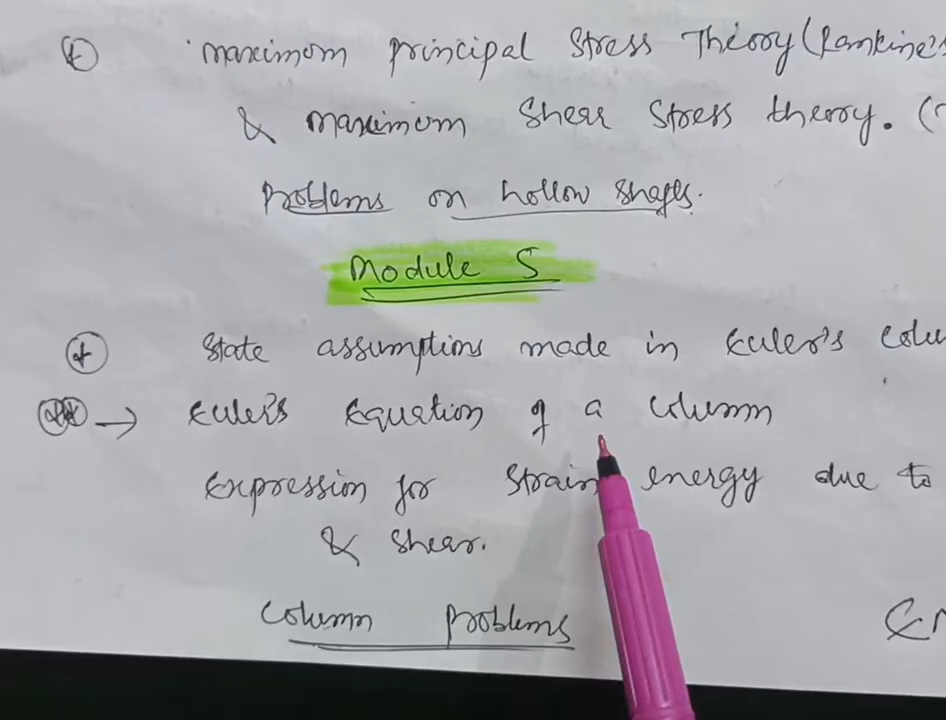 maximum principal Stress Theory (Rankine's
& maximum Shear Stress theory. (
Problems on hollow Shafts.
Module 5
State assumptions made in Euler's Colu
→ Euler's Equation of a Column
Expression for Strain energy due to
& Shear.
Column Problems